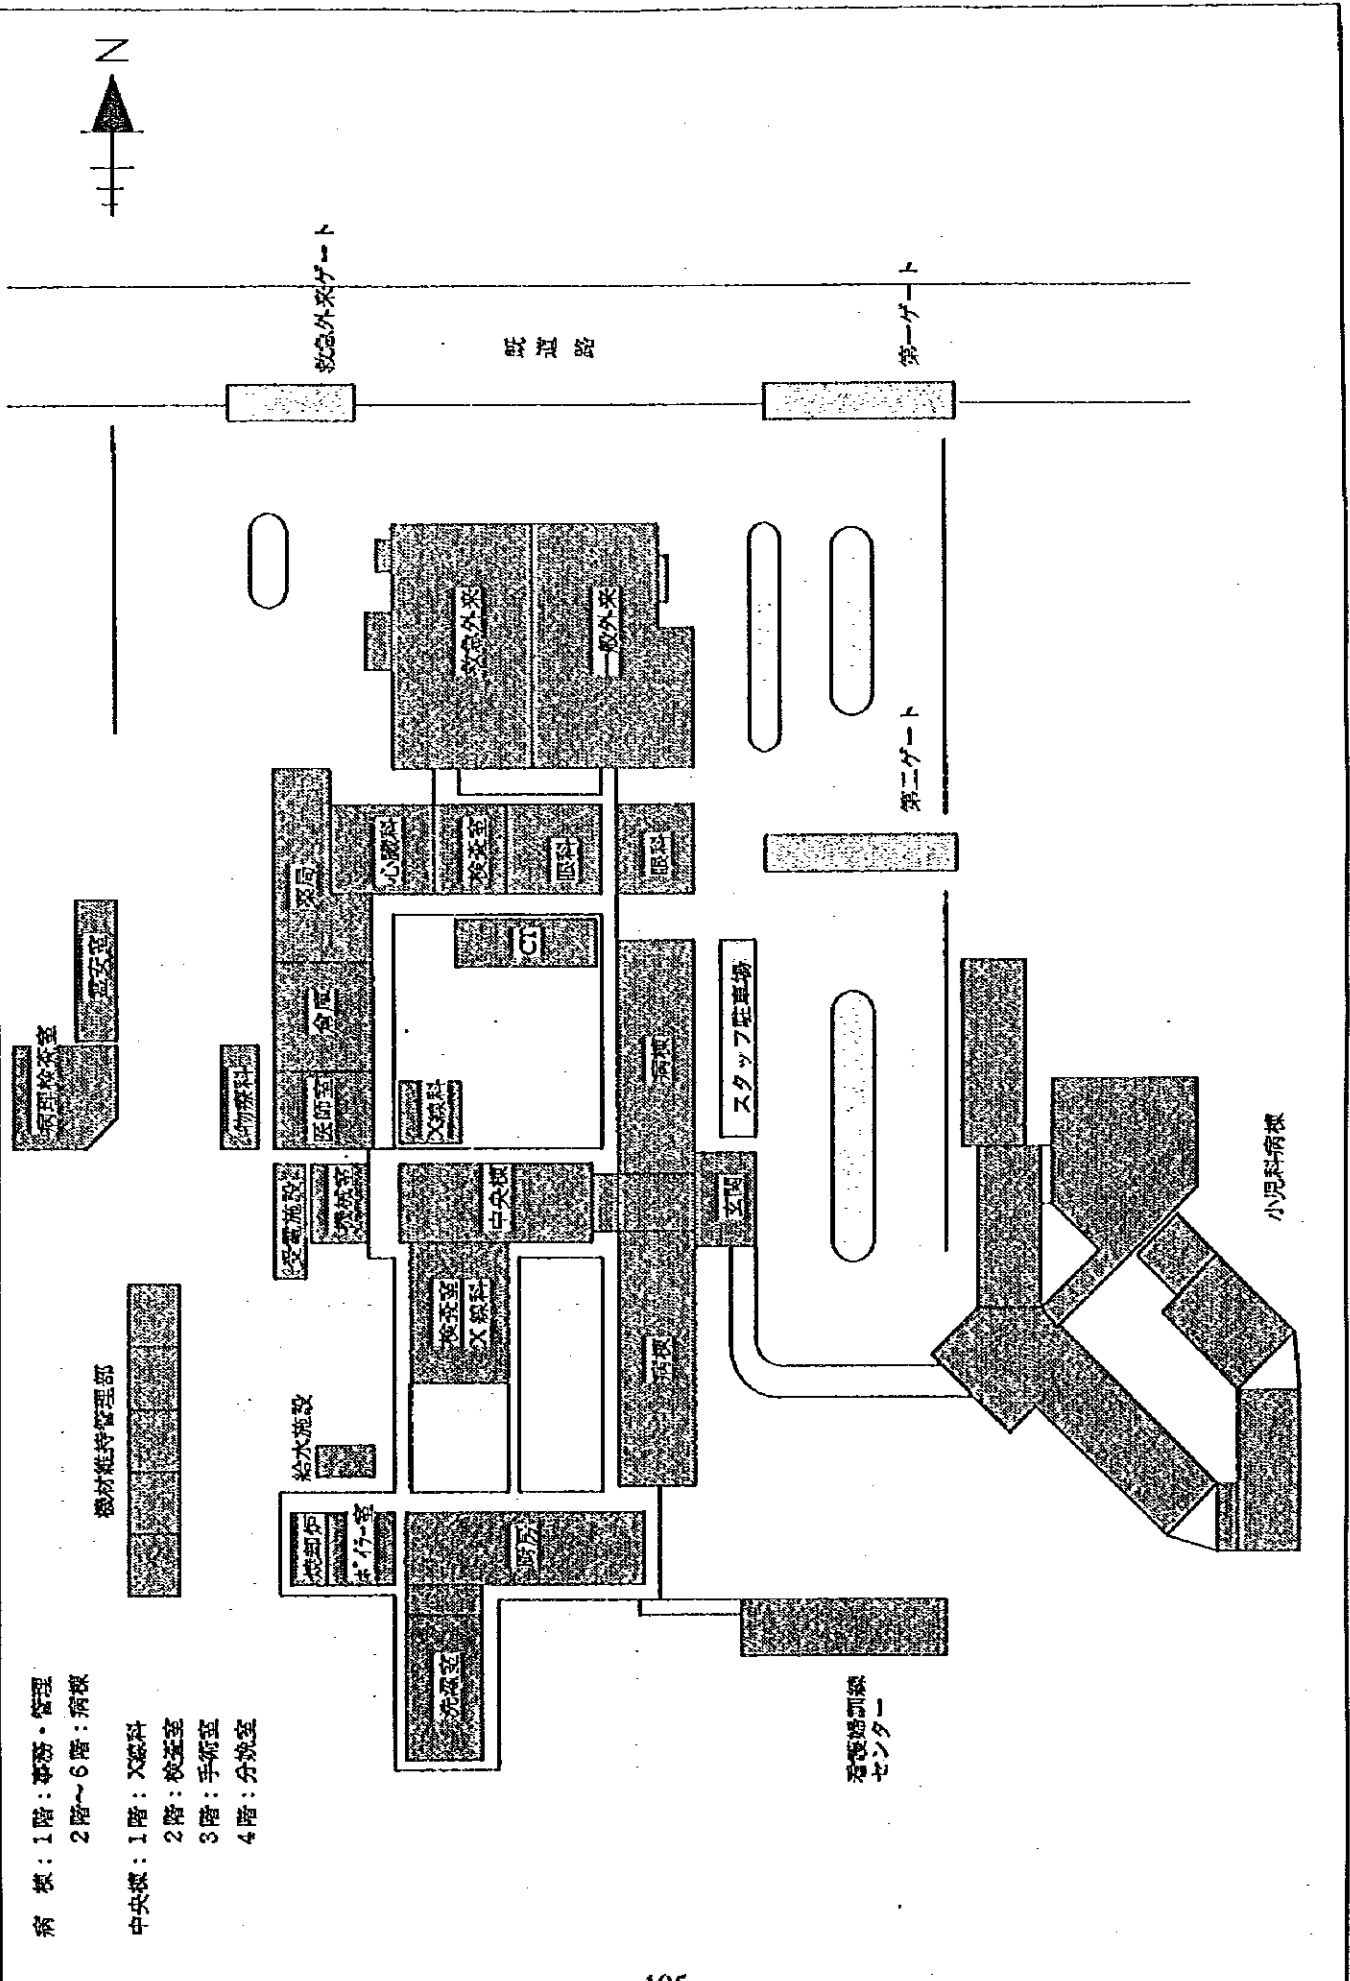 N
病棟：1階：事務・管理
2階～6階：病棟
中央棟：1階：X線科
2階：検査室
3階：手術室
4階：分娩室
機材維持管理部
病理検査室
霊安室
物療科
給水施設
受電施設
機械室
医師室
倉庫
薬局
心臓科
検査室
眼科
眼科
CT
X線科
中央棟
検査室
X線科
焼却炉
ボイラー室
厨房
洗濯室
病棟
病棟
玄関
スタッフ駐車場
救急外来
一般外来
救急外来ゲート
既道路
第一ゲート
第二ゲート
看護婦訓練
センター
小児科病棟